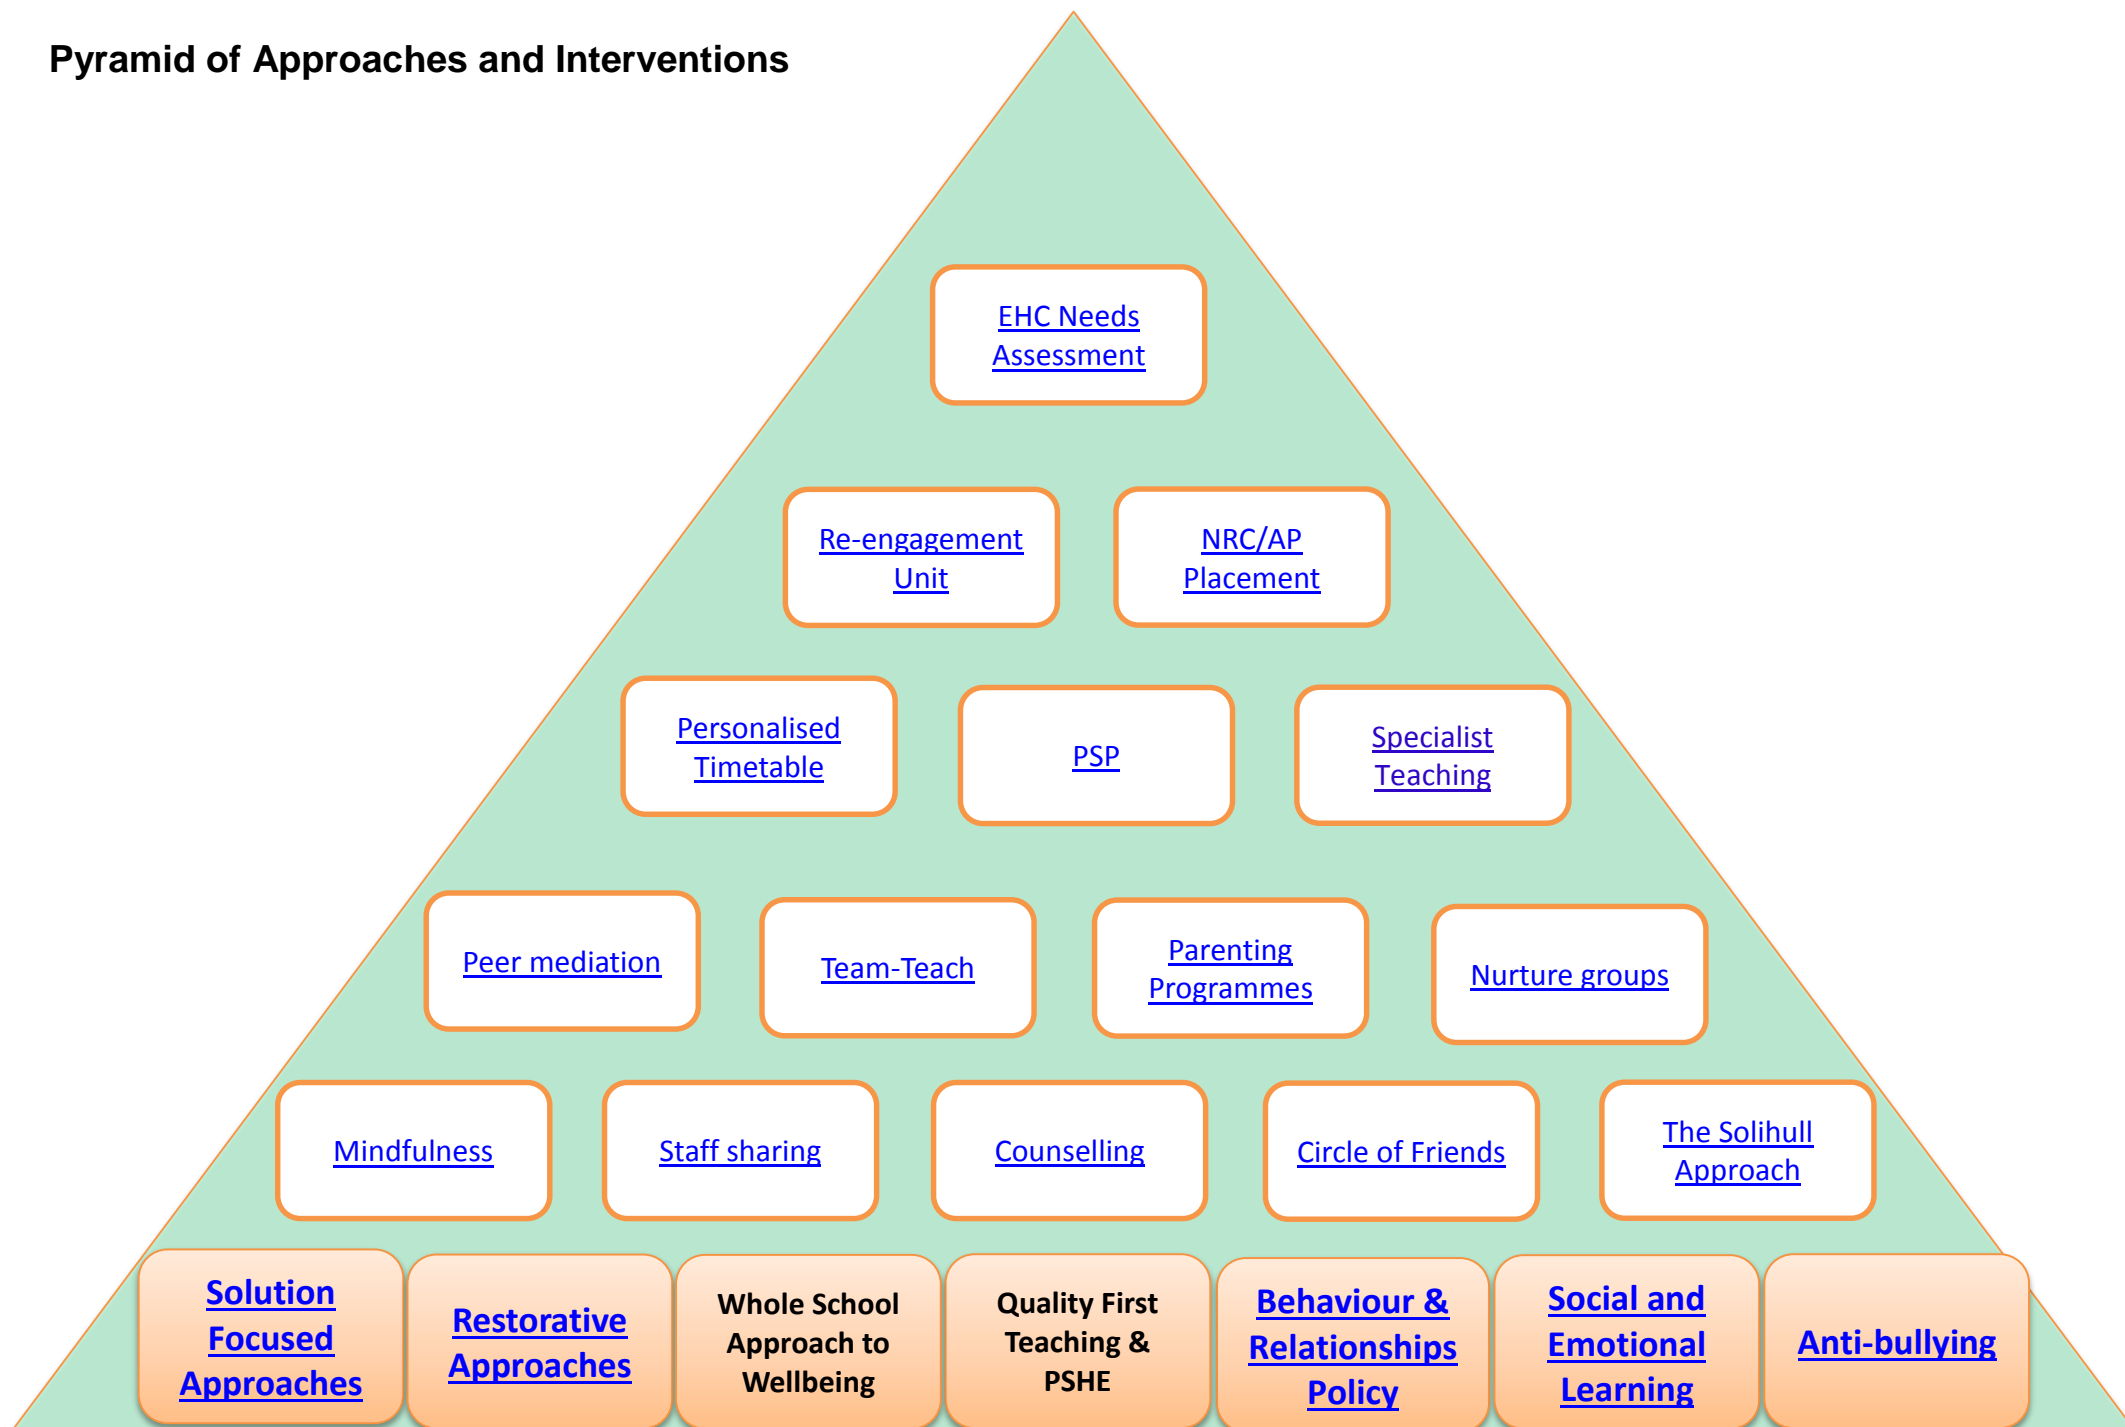 Pyramid of Approaches and Interventions
EHC Needs
Assessment
Re-engagement
Unit
NRC/AP
Placement
Personalised
Timetable
PSP
Specialist
Teaching
Peer mediation
Team-Teach
Parenting
Programmes
Nurture groups
Mindfulness
Staff sharing
Counselling
Circle of Friends
The Solihull
Approach
Solution
Focused
Approaches
Restorative
Approaches
Whole School
Approach to
Wellbeing
Quality First
Teaching &
PSHE
Behaviour &
Relationships
Policy
Social and
Emotional
Learning
Anti-bullying